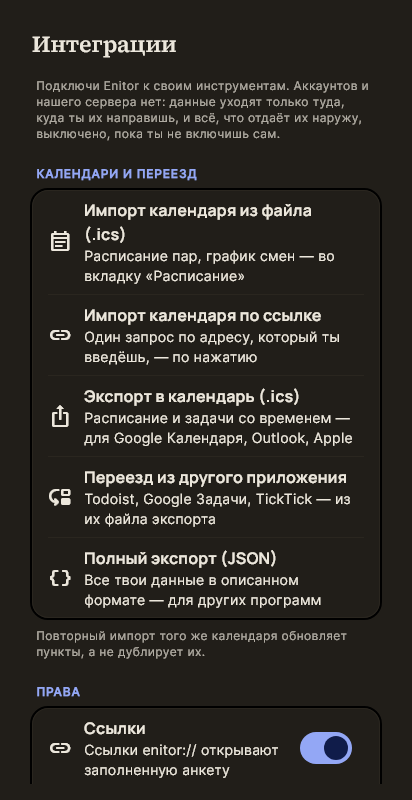 Интеграции
Подключи Enitor к своим инструментам. Аккаунтов и
нашего сервера нет: данные уходят только туда,
куда ты их направишь, и всё, что отдаёт их наружу,
выключено, пока ты не включишь сам.
КАЛЕНДАРИ И ПЕРЕЕЗД
Импорт календаря из файла
(.ics)
Расписание пар, график смен — во
вкладку «Расписание»
Импорт календаря по ссылке
Один запрос по адресу, который ты
введёшь, — по нажатию
Экспорт в календарь (.ics)
Расписание и задачи со временем —
для Google Календаря, Outlook, Apple
Переезд из другого приложения
Todoist, Google Задачи, TickTick — из
их файла экспорта
Полный экспорт (JSON)
Все твои данные в описанном
формате — для других программ
Повторный импорт того же календаря обновляет
пункты, а не дублирует их.
ПРАВА
Ссылки
Ссылки enitor:// открывают
заполненную анкету